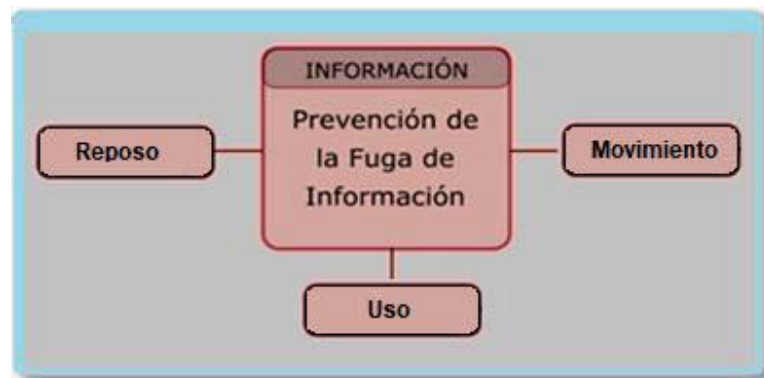 INFORMACIÓN
Prevención de
la Fuga de
Información
Reposo
Movimiento
Uso